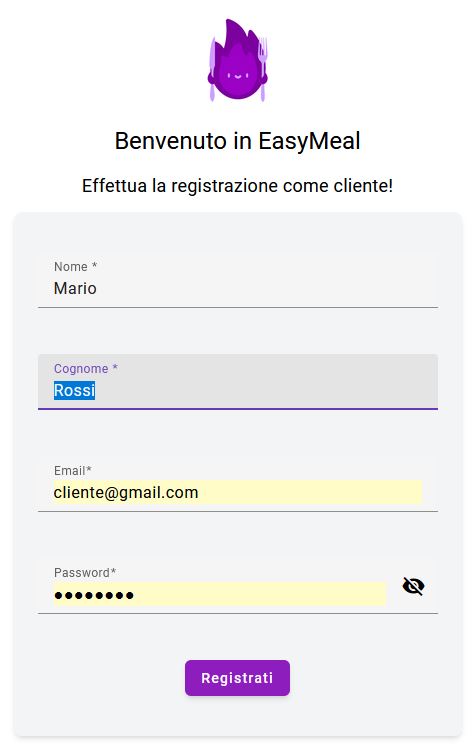 Benvenuto in EasyMeal
Effettua la registrazione come cliente!
Nome *
Mario
Cognome *
Rossi
Email*
cliente@gmail.com
Password*
••••••••
Registrati